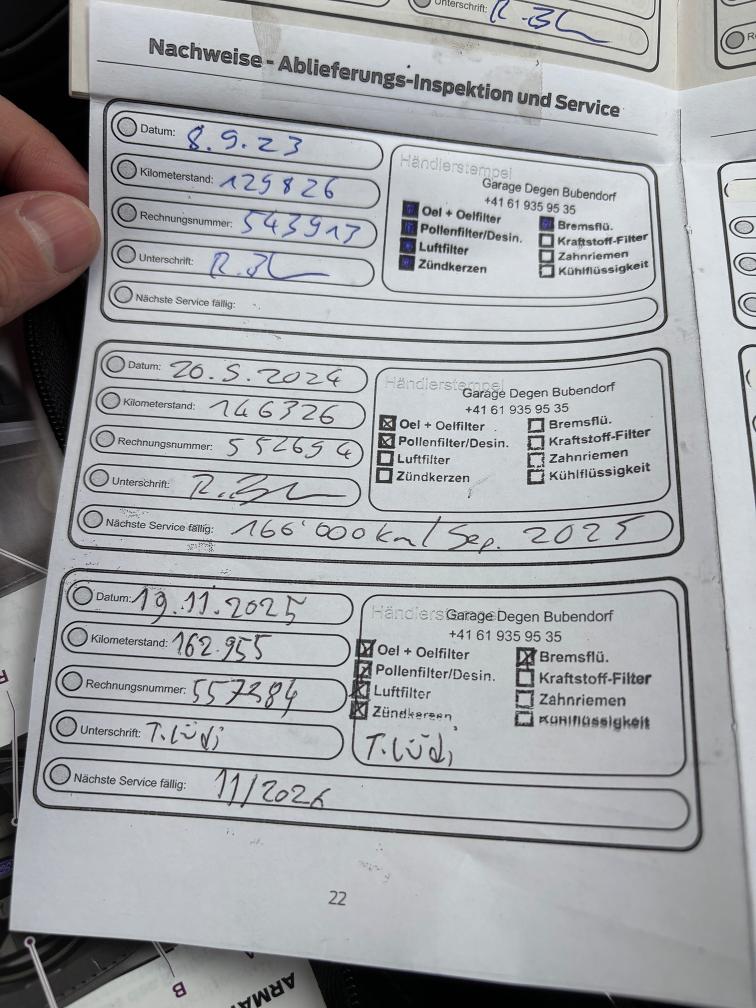 Unterschrift:
Nachweise - Ablieferungs-Inspektion und Service
Datum: 8.9.23
Kilometerstand: 129826
Rechnungsnummer: 543913
Unterschrift:
Nächste Service fällig:
Händlerstempel
Garage Degen Bubendorf
+41 61 935 95 35
Oel + Oelfilter
Bremsflü.
Pollenfilter/Desin.
Kraftstoff-Filter
Luftfilter
Zahnriemen
Zündkerzen
Kühlflüssigkeit
Datum: 20.5.2024
Kilometerstand: 146326
Rechnungsnummer: 552694
Unterschrift:
Nächste Service fällig: 166'000 km / Sep. 2025
Händlerstempel
Garage Degen Bubendorf
+41 61 935 95 35
Oel + Oelfilter
Bremsflü.
Pollenfilter/Desin.
Kraftstoff-Filter
Luftfilter
Zahnriemen
Zündkerzen
Kühlflüssigkeit
Datum: 19.11.2025
Kilometerstand: 162.955
Rechnungsnummer: 557384
Unterschrift: T. Lüdi
Nächste Service fällig: 11/2026
Händlerste
Garage Degen Bubendorf
+41 61 935 95 35
Oel + Oelfilter
Bremsflü.
Pollenfilter/Desin.
Kraftstoff-Filter
Luftfilter
Zahnriemen
Zündkerzen
Kühlflüssigkeit
T. Lüdi
22
B
ARMA